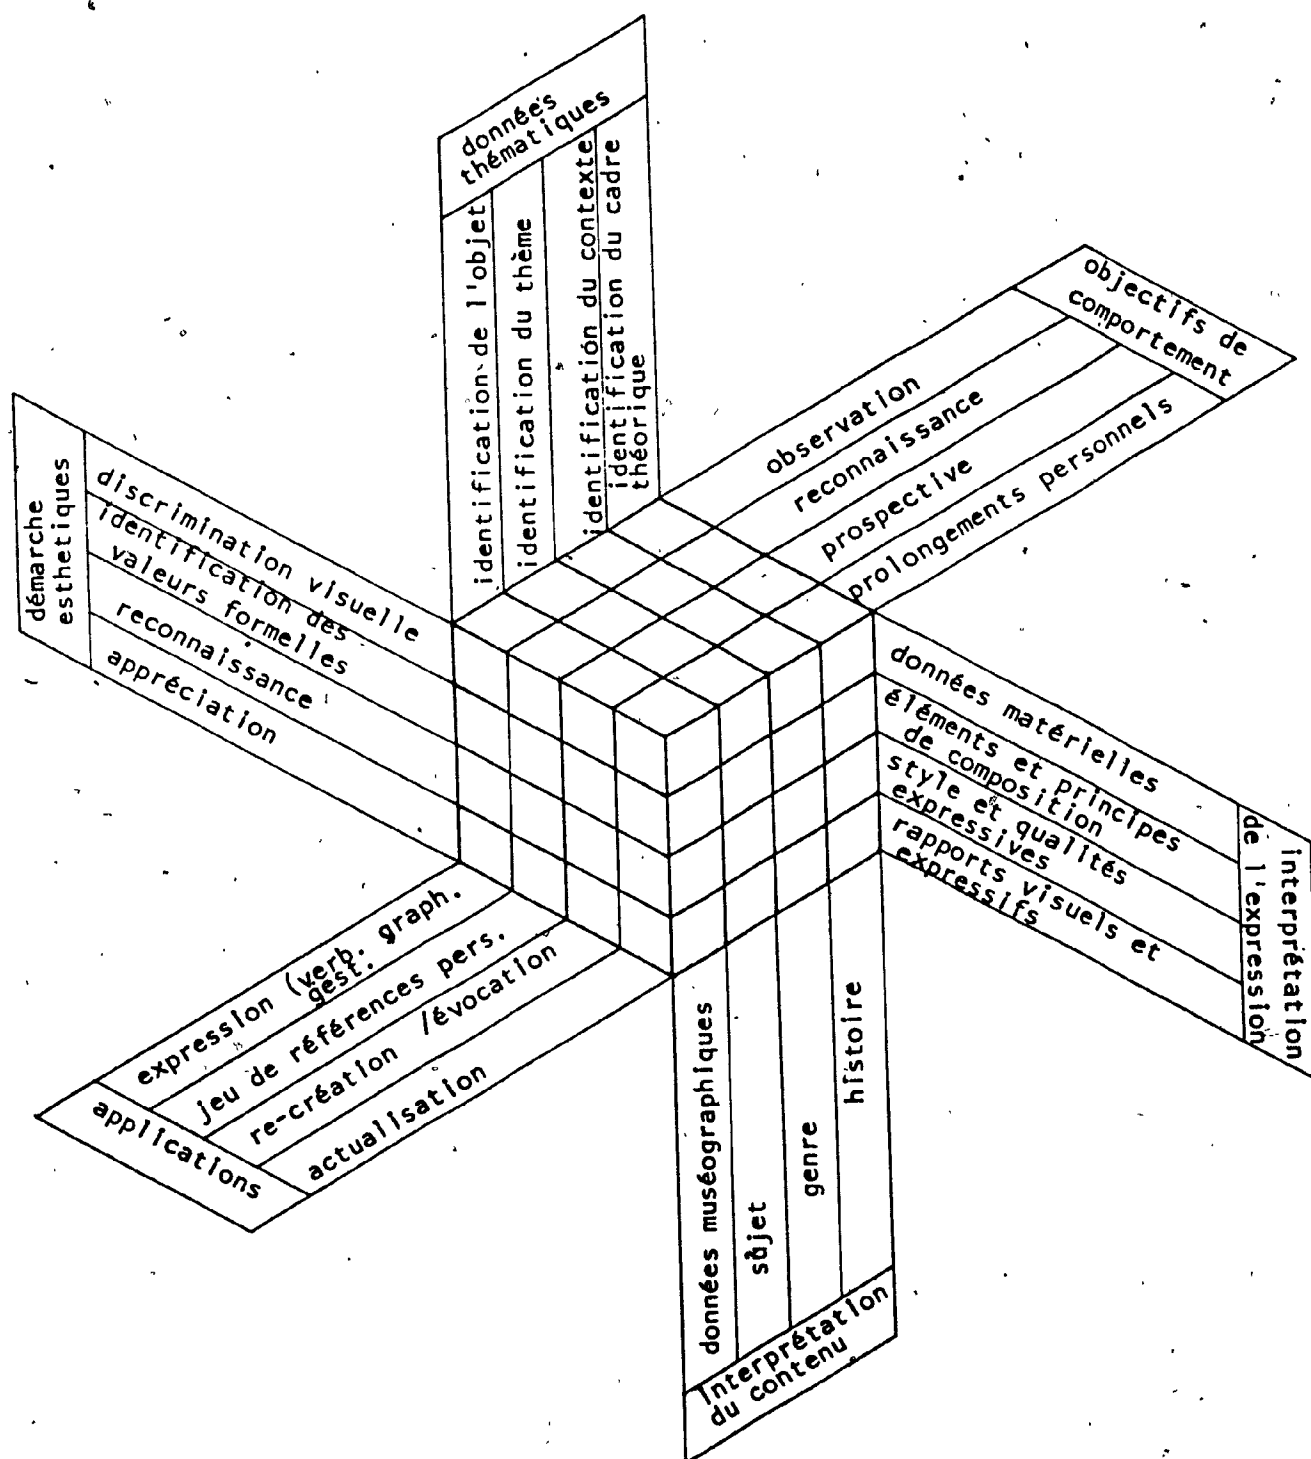 données
thématiques
identification de l'objet
identification du thème
identification du contexte
identification du cadre
théorique
objectifs de
comportement
observation
reconnaissance
prospective
prolongements personnels
démarche
esthetiques
discrimination visuelle
identification des
valeurs formelles
reconnaissance
appréciation
données matérielles
éléments et principes
de composition
style et qualités
expressives
rapports visuels et
expressifs
interprétation
de l'expression
expression (verb. graph.
gest.
jeu de références pers.
re-création /évocation
actualisation
applications
données muséographiques
sujet
genre
histoire
Interprétation
du contenu